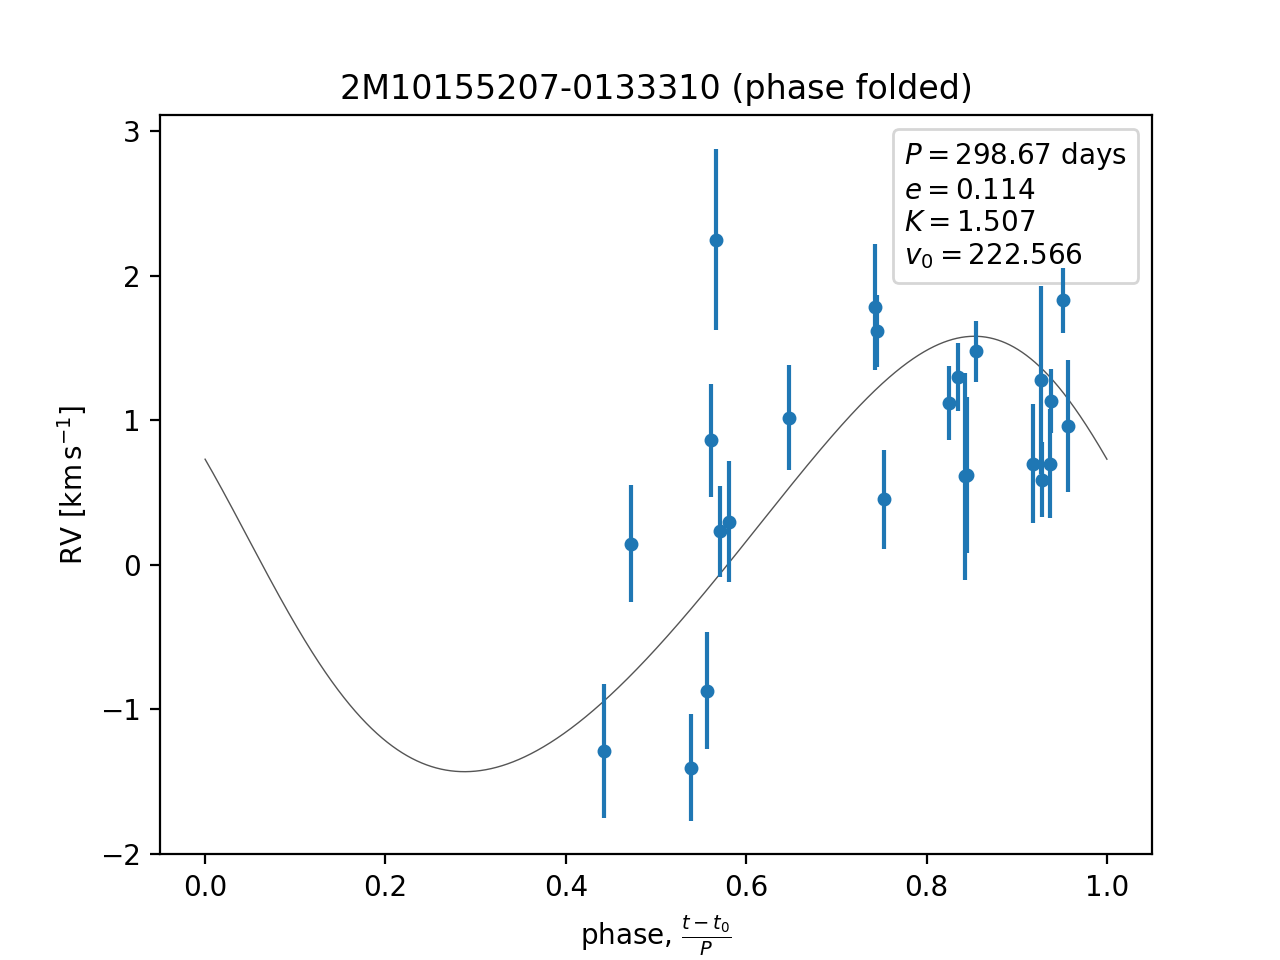 2M10155207-0133310 (phase folded)
P = 298.67 days
e = 0.114
K = 1.507
v₀ = 222.566
3
2
1
0
−1
−2
RV [km s⁻¹]
0.0 0.2 0.4 0.6 0.8 1.0
phase, (t − t₀)/P